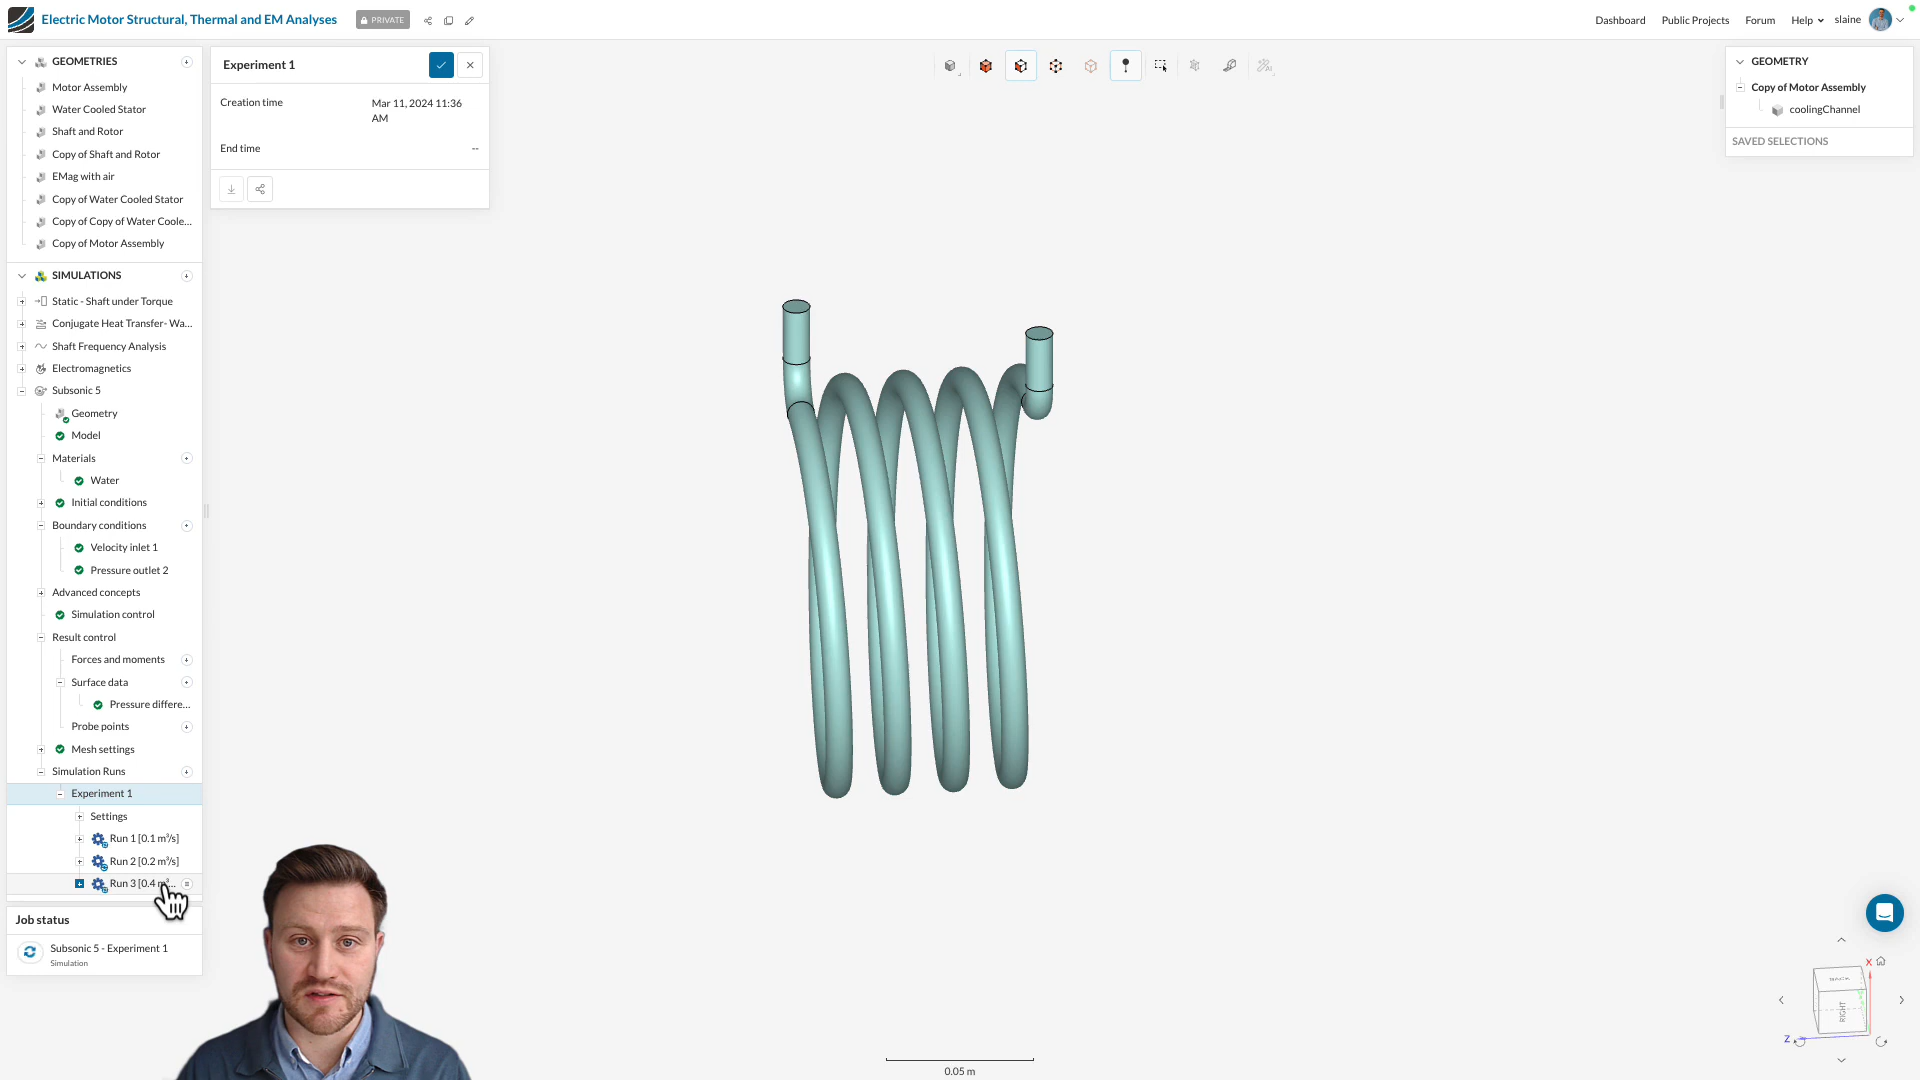 Electric Motor Structural, Thermal and EM Analyses
PRIVATE
Dashboard
Public Projects
Forum
Help
slaine
GEOMETRIES
Motor Assembly
Water Cooled Stator
Shaft and Rotor
Copy of Shaft and Rotor
EMag with air
Copy of Water Cooled Stator
Copy of Copy of Water Coole...
Copy of Motor Assembly
SIMULATIONS
Static - Shaft under Torque
Conjugate Heat Transfer- Wa...
Shaft Frequency Analysis
Electromagnetics
Subsonic 5
Geometry
Model
Materials
Water
Initial conditions
Boundary conditions
Velocity inlet 1
Pressure outlet 2
Advanced concepts
Simulation control
Result control
Forces and moments
Surface data
Pressure differe...
Probe points
Mesh settings
Simulation Runs
Experiment 1
Settings
Run 1 [0.1 m³/s]
Run 2 [0.2 m³/s]
Run 3 [0.4 m³...
Job status
Subsonic 5 - Experiment 1
Simulation
Experiment 1
Creation time
Mar 11, 2024 11:36
AM
End time
--
GEOMETRY
Copy of Motor Assembly
coolingChannel
SAVED SELECTIONS
0.05 m
X
BACK
RIGHT
Z